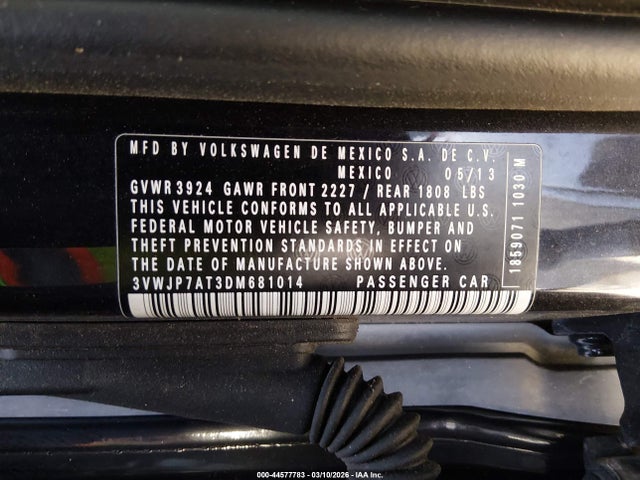 MFD BY VOLKSWAGEN DE MEXICO S.A. DE C.V.
MEXICO 05/13
GVWR 3924 GAWR FRONT 2227 / REAR 1808 LBS
THIS VEHICLE CONFORMS TO ALL APPLICABLE U.S.
FEDERAL MOTOR VEHICLE SAFETY, BUMPER AND
THEFT PREVENTION STANDARDS IN EFFECT ON
THE DATE OF MANUFACTURE SHOWN ABOVE.
3VWJP7AT3DM681014 PASSENGER CAR
1859071 1030 M
000-44577783 - 03/10/2026 - IAA Inc.